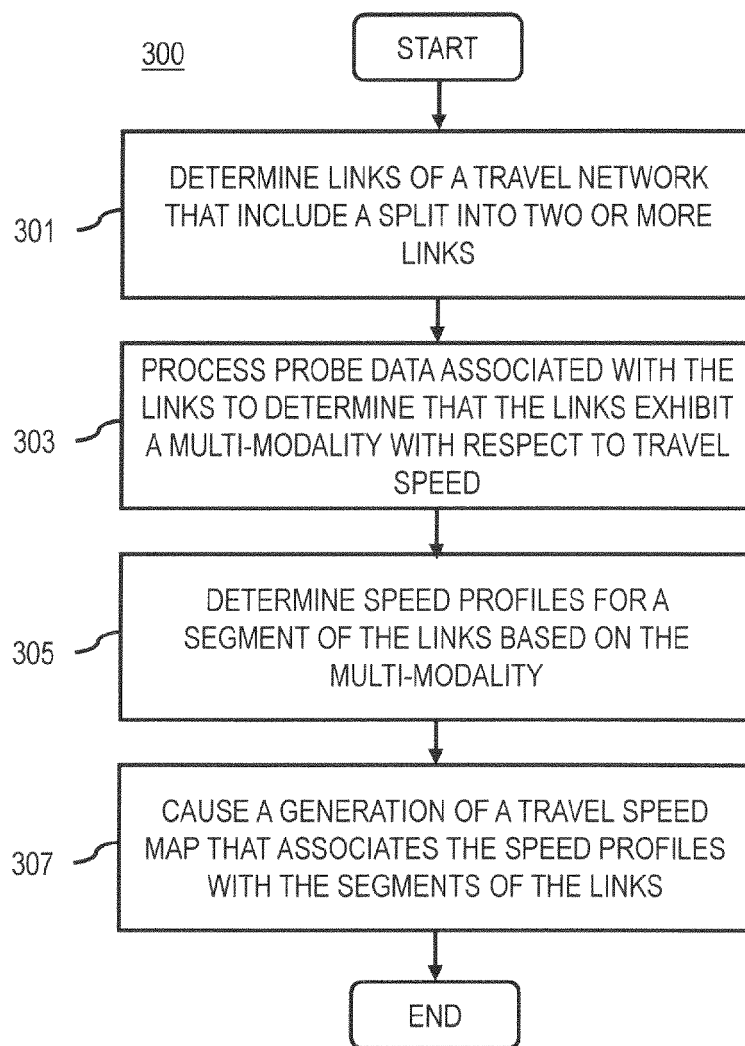 300
START
301
DETERMINE LINKS OF A TRAVEL NETWORK
THAT INCLUDE A SPLIT INTO TWO OR MORE
LINKS
303
PROCESS PROBE DATA ASSOCIATED WITH THE
LINKS TO DETERMINE THAT THE LINKS EXHIBIT
A MULTI-MODALITY WITH RESPECT TO TRAVEL
SPEED
305
DETERMINE SPEED PROFILES FOR A
SEGMENT OF THE LINKS BASED ON THE
MULTI-MODALITY
307
CAUSE A GENERATION OF A TRAVEL SPEED
MAP THAT ASSOCIATES THE SPEED PROFILES
WITH THE SEGMENTS OF THE LINKS
END